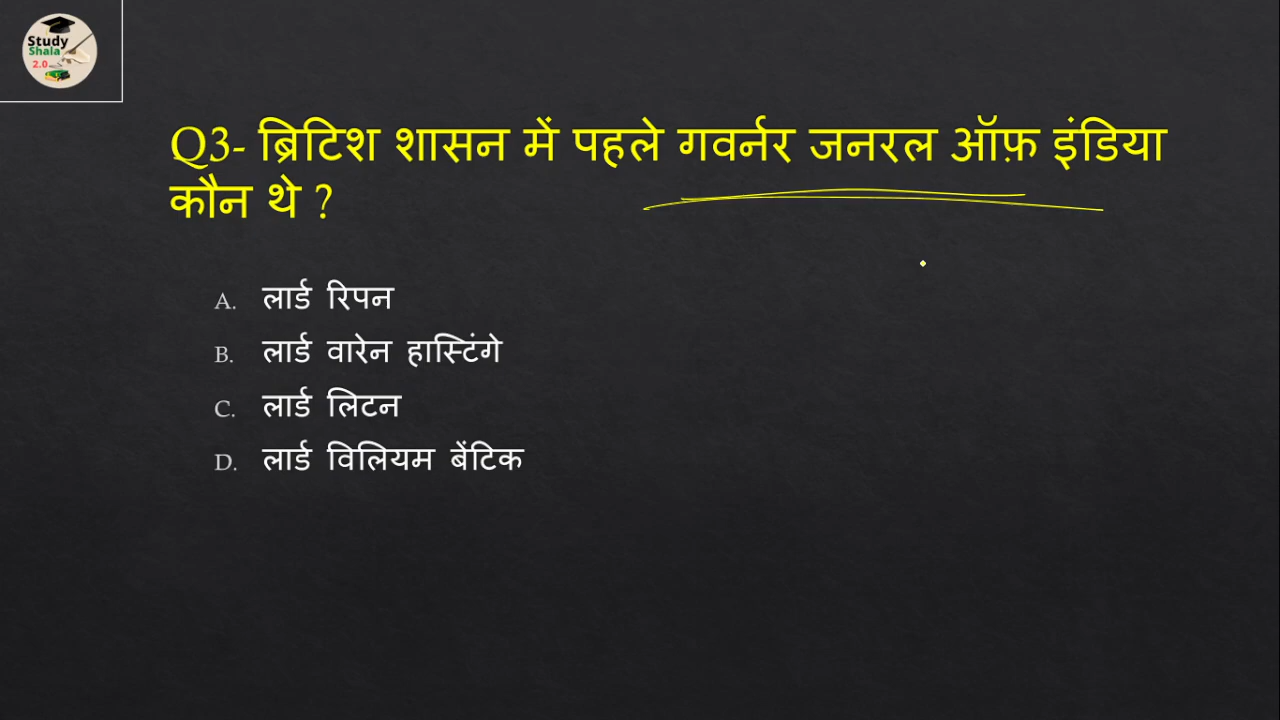 Study
Shala
2.0
Q3- ब्रिटिश शासन में पहले गवर्नर जनरल ऑफ़ इंडिया
कौन थे ?
A. लार्ड रिपन
B. लार्ड वारेन हास्टिंगे
C. लार्ड लिटन
D. लार्ड विलियम बेंटिक